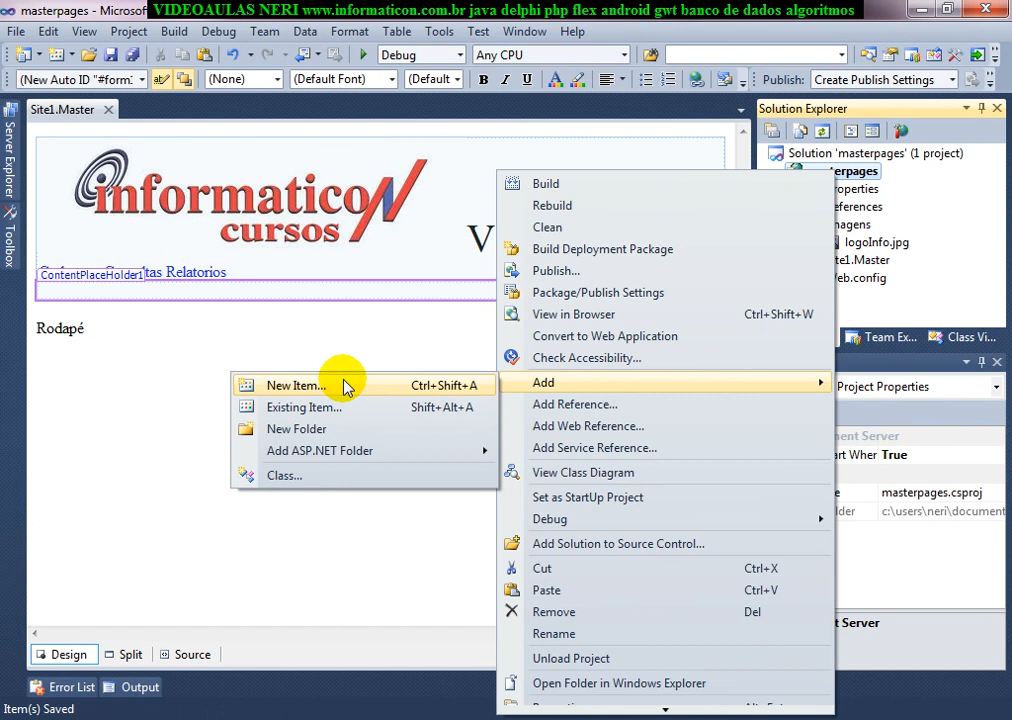 masterpages - Microsof
VIDEOAULAS NERI www.informaticon.com.br java delphi php flex android gwt banco de dados algoritmos
File Edit View Project Build Debug Team Data Format Table Tools Test Window Help
Debug Any CPU
(New Auto ID "#form: (None) (Default Font) (Default B I U A Publish: Create Publish Settings
Site1.Master
Solution Explorer
Server Explorer
Toolbox
Solution 'masterpages' (1 project)
terpages
operties
eferences
agens
logoInfo.jpg
te1.Master
eb.config
informaticoN
cursos
V
tas Relatorios
ContentPlaceHolder1
Rodapé
Build
Rebuild
Clean
Build Deployment Package
Publish...
Package/Publish Settings
View in Browser Ctrl+Shift+W
Convert to Web Application
Check Accessibility...
Add
Add Reference...
Add Web Reference...
Add Service Reference...
View Class Diagram
Set as StartUp Project
Debug
Add Solution to Source Control...
Cut Ctrl+X
Paste Ctrl+V
Remove Del
Rename
Unload Project
Open Folder in Windows Explorer
New Item... Ctrl+Shift+A
Existing Item... Shift+Alt+A
New Folder
Add ASP.NET Folder
Class...
Team Ex... Class Vi...
Project Properties
ment Server
art Wher True
e masterpages.csproj
lder c:\users\neri\document
t Server
Design Split Source
Error List Output
Item(s) Saved